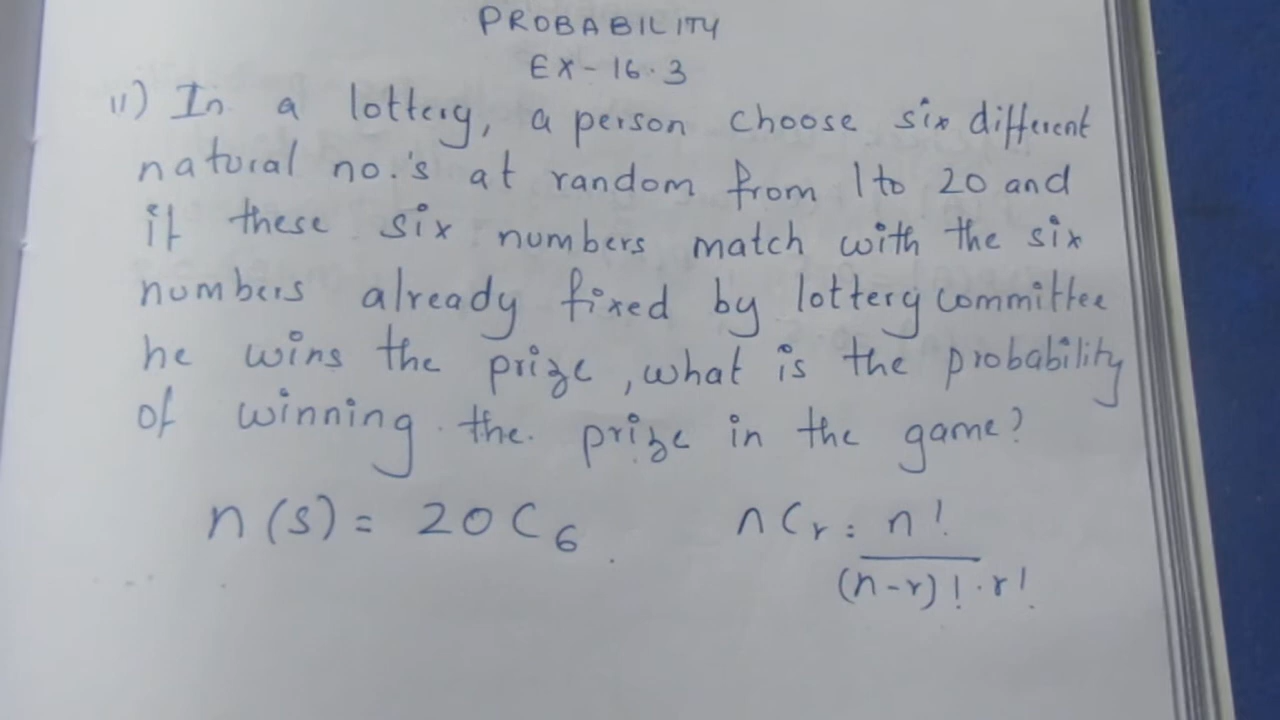 PROBABILITY
EX-16.3
11) In a lottery, a person choose six different
natural no.'s at random from 1 to 20 and
if these six numbers match with the six
numbers already fixed by lottery committee
he wins the prize, what is the probability
of winning the prize in the game?
n(s) = 20C₆ nCr = n!
(n-r)!.r!